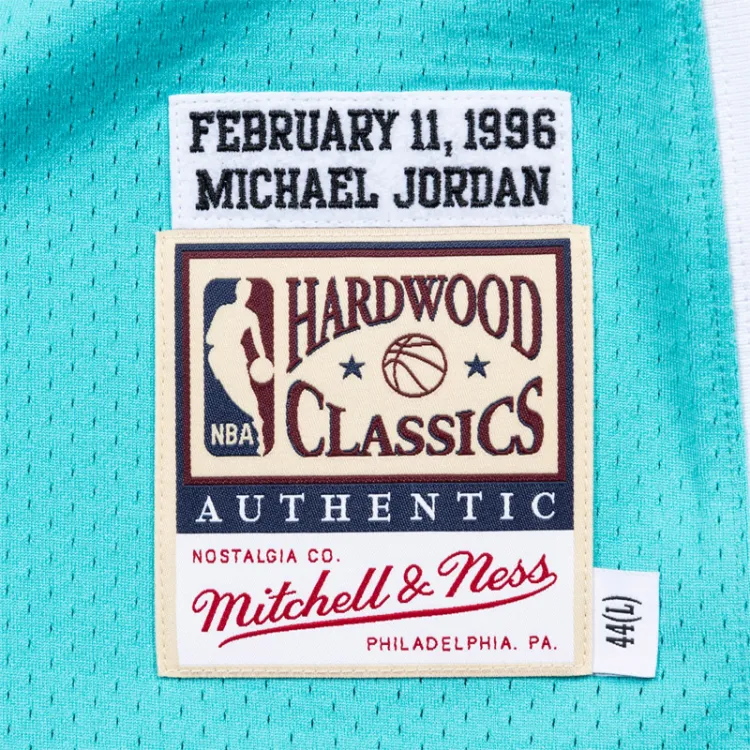 FEBRUARY 11, 1996
MICHAEL JORDAN
HARDWOOD
CLASSICS
NBA
AUTHENTIC
NOSTALGIA CO.
Mitchell & Ness
PHILADELPHIA. PA.
44(L)